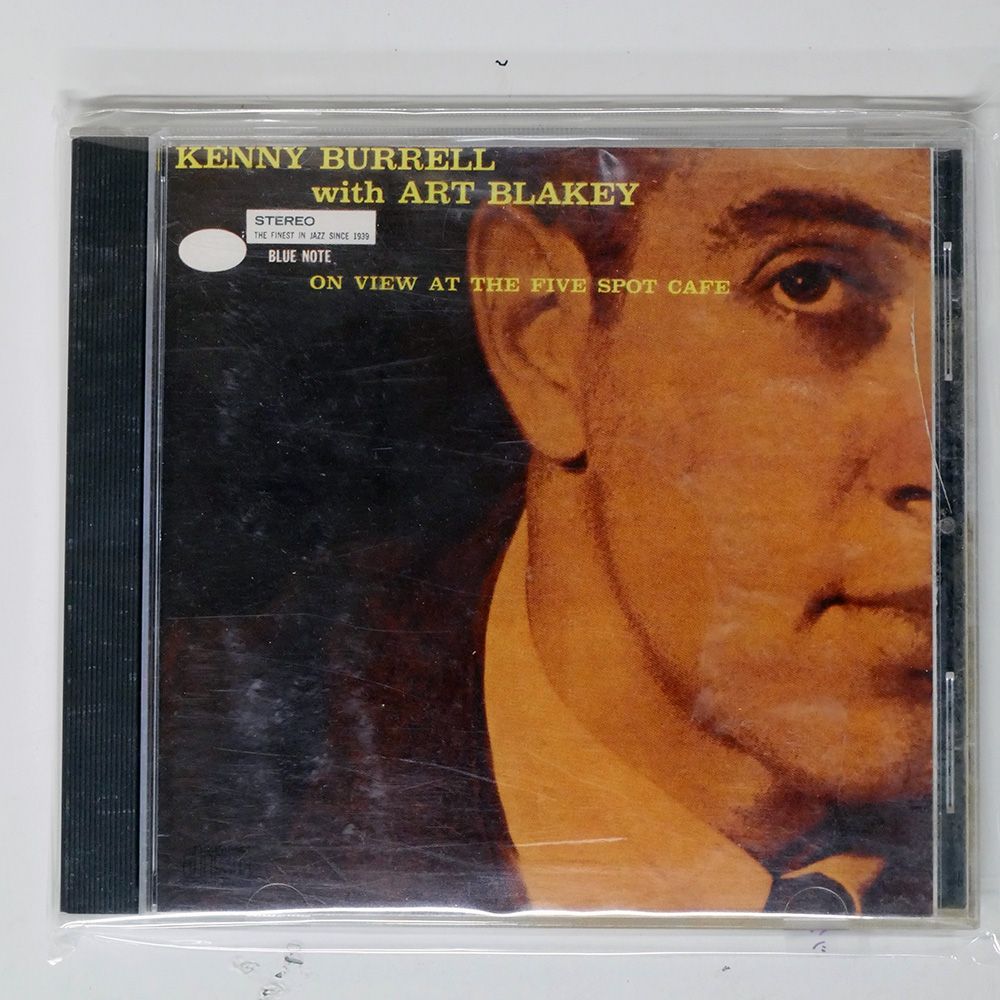 KENNY BURRELL
with ART BLAKEY
STEREO
THE FINEST IN JAZZ SINCE 1939
BLUE NOTE
ON VIEW AT THE FIVE SPOT CAFE